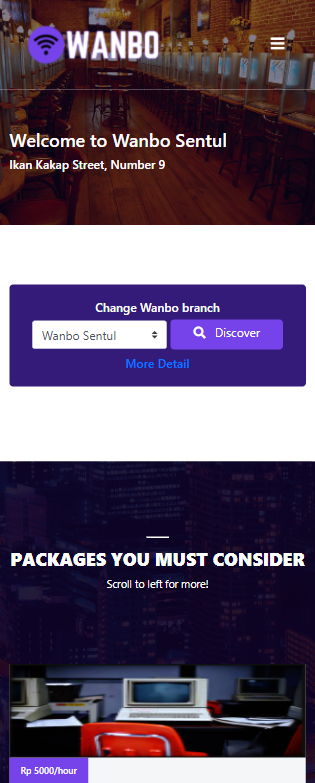 WANBO
Welcome to Wanbo Sentul
Ikan Kakap Street, Number 9
Change Wanbo branch
Wanbo Sentul
Discover
More Detail
PACKAGES YOU MUST CONSIDER
Scroll to left for more!
Rp 5000/hour